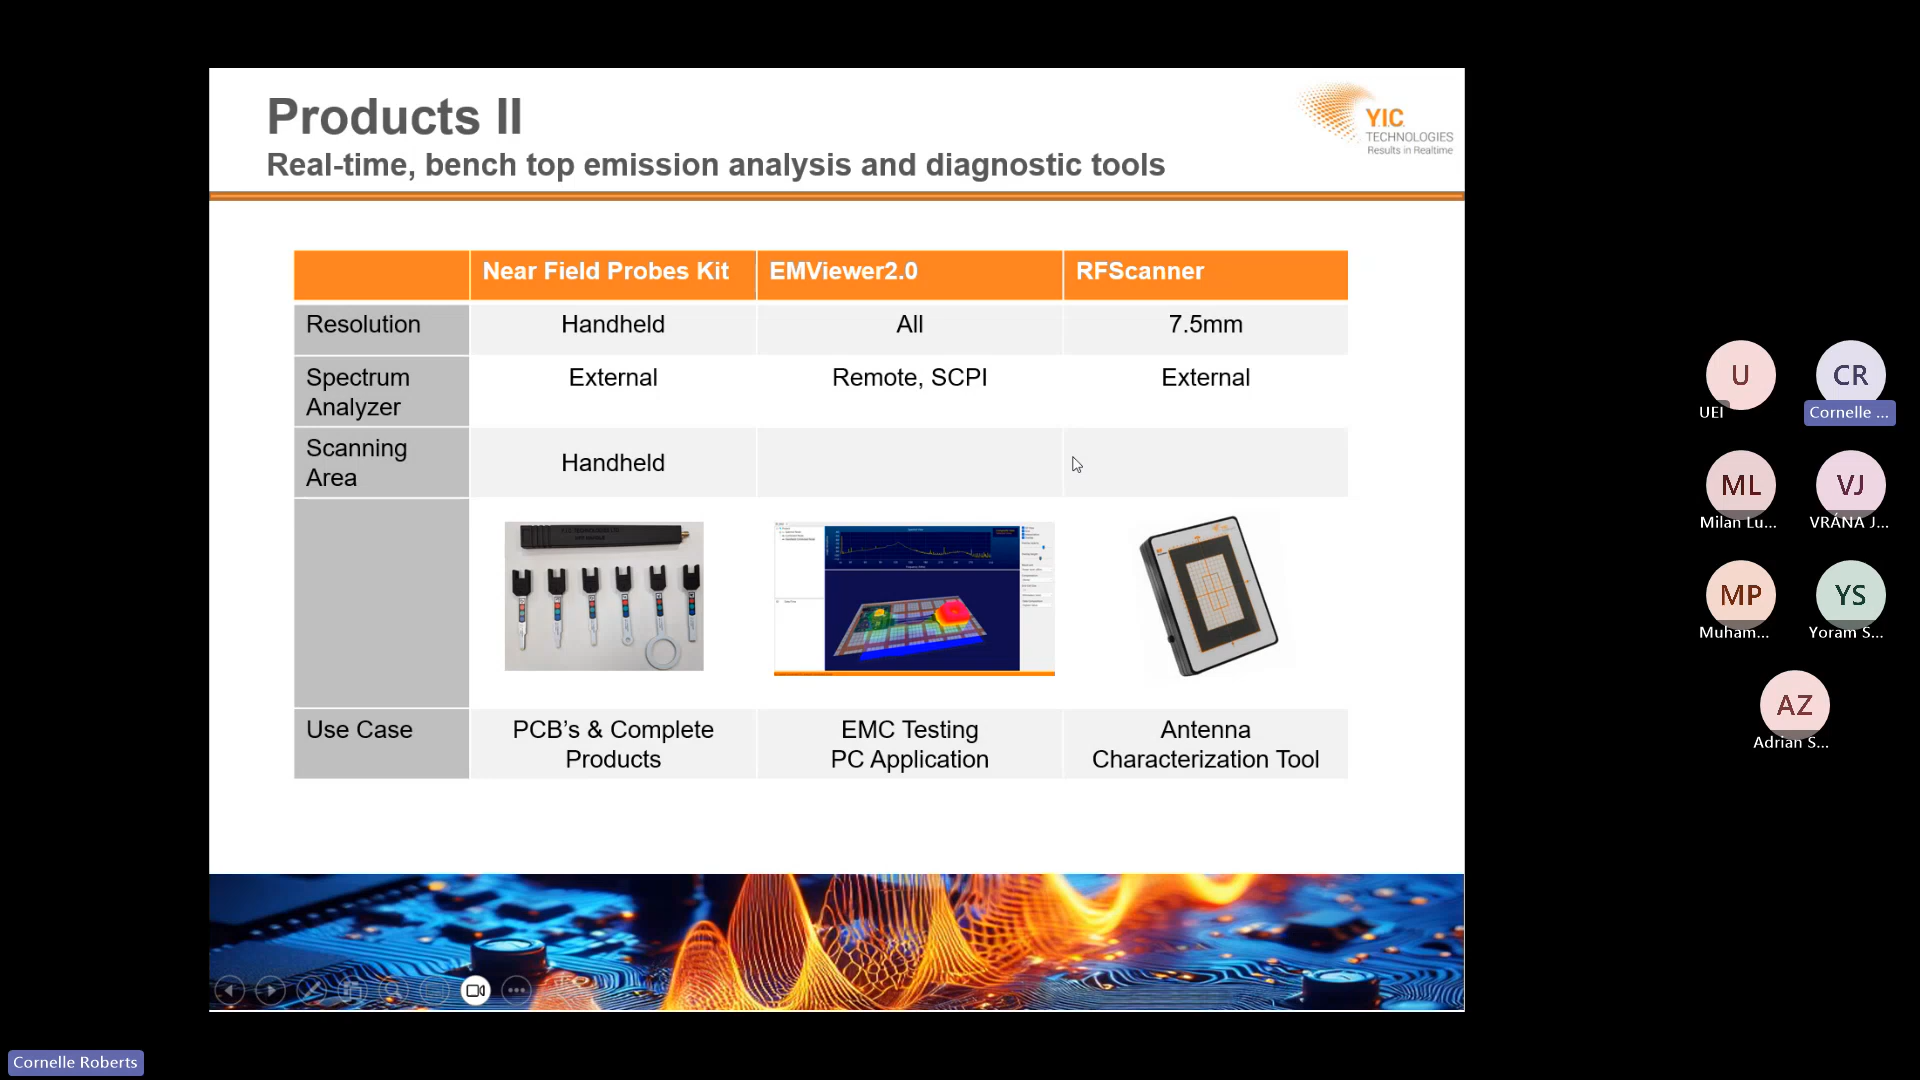 Products II
Real-time, bench top emission analysis and diagnostic tools
Y.I.C.
TECHNOLOGIES
Results in Realtime
Near Field Probes Kit
EMViewer2.0
RFScanner
Resolution
Handheld
All
7.5mm
Spectrum
Analyzer
External
Remote, SCPI
External
Scanning
Area
Handheld
Use Case
PCB’s & Complete
Products
EMC Testing
PC Application
Antenna
Characterization Tool
U
UEI
CR
Cornelle ...
ML
Milan Lu...
VJ
VRÁNA J...
MP
Muham...
YS
Yoram S...
AZ
Adrian S...
Cornelle Roberts